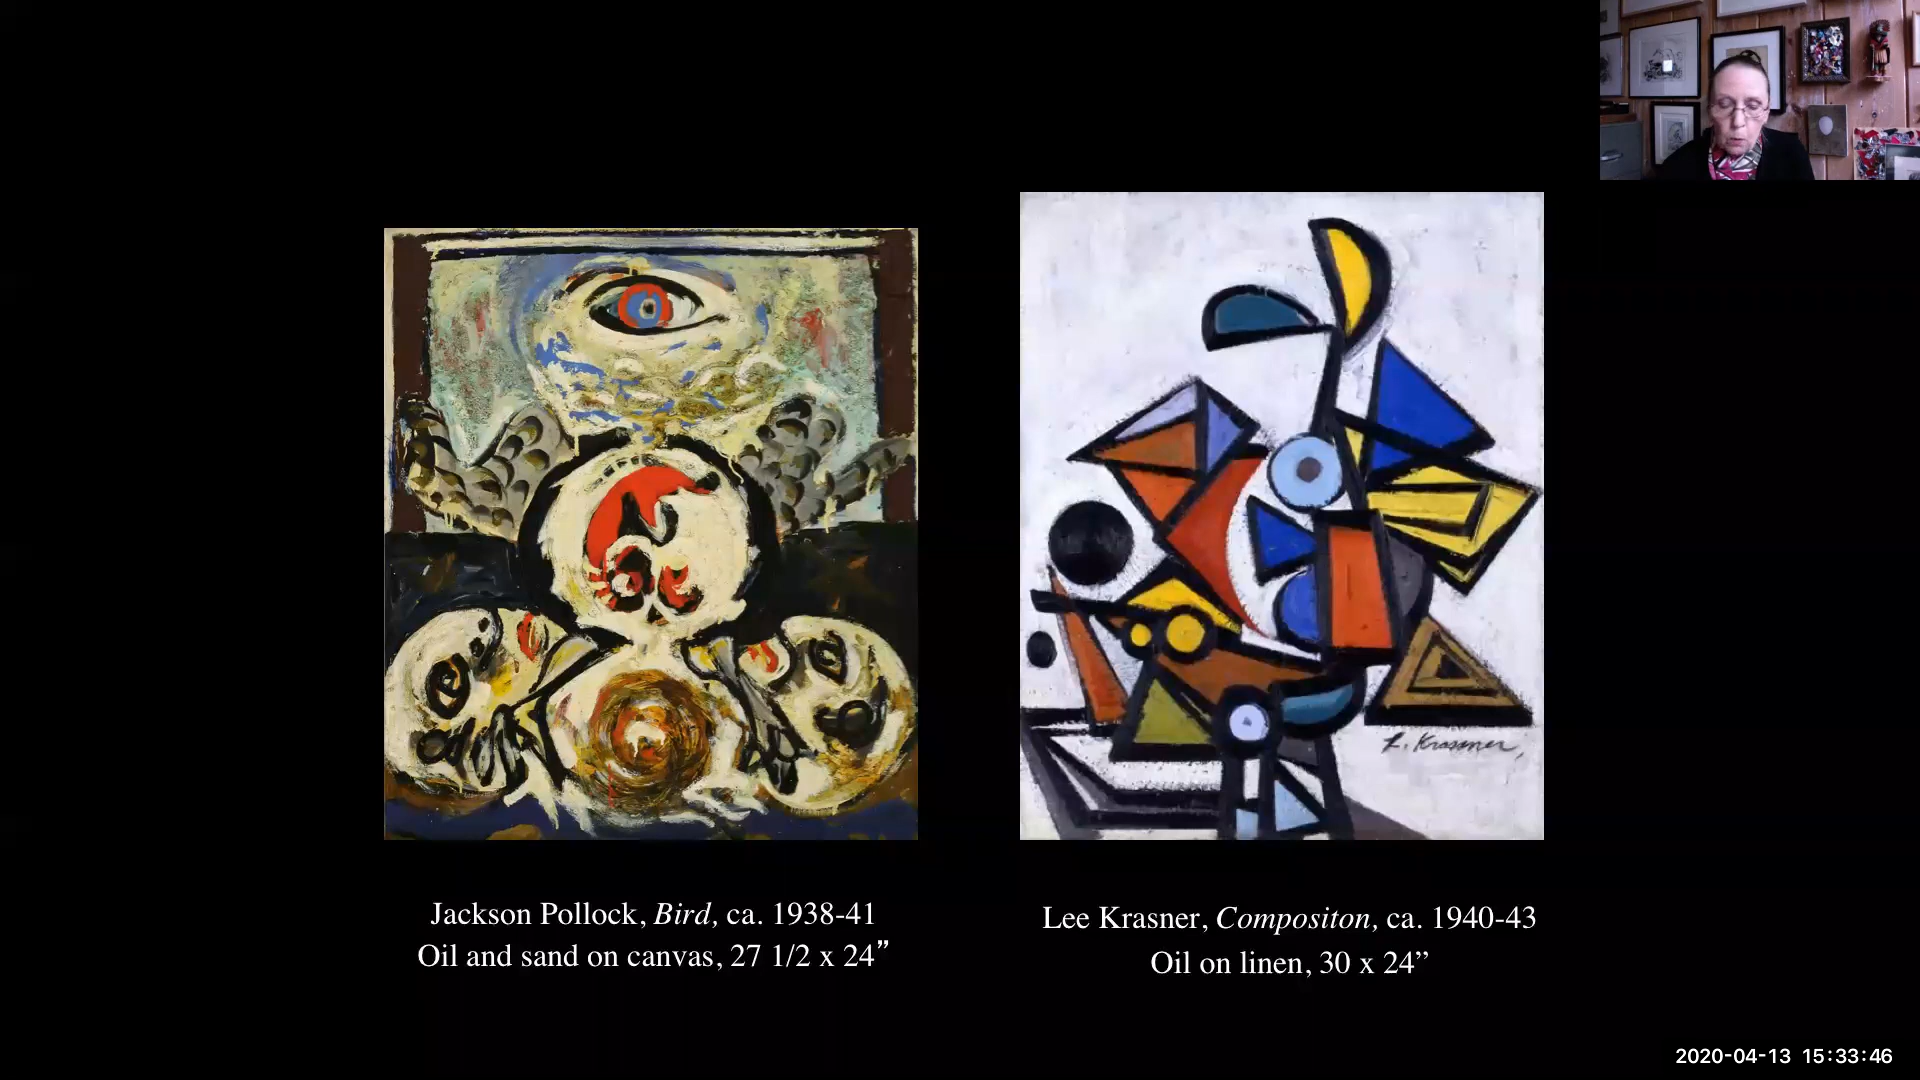 L. Krassner,
Jackson Pollock, Bird, ca. 1938-41
Oil and sand on canvas, 27 1/2 x 24”
Lee Krasner, Compositon, ca. 1940-43
Oil on linen, 30 x 24”
2020-04-13 15:33:46